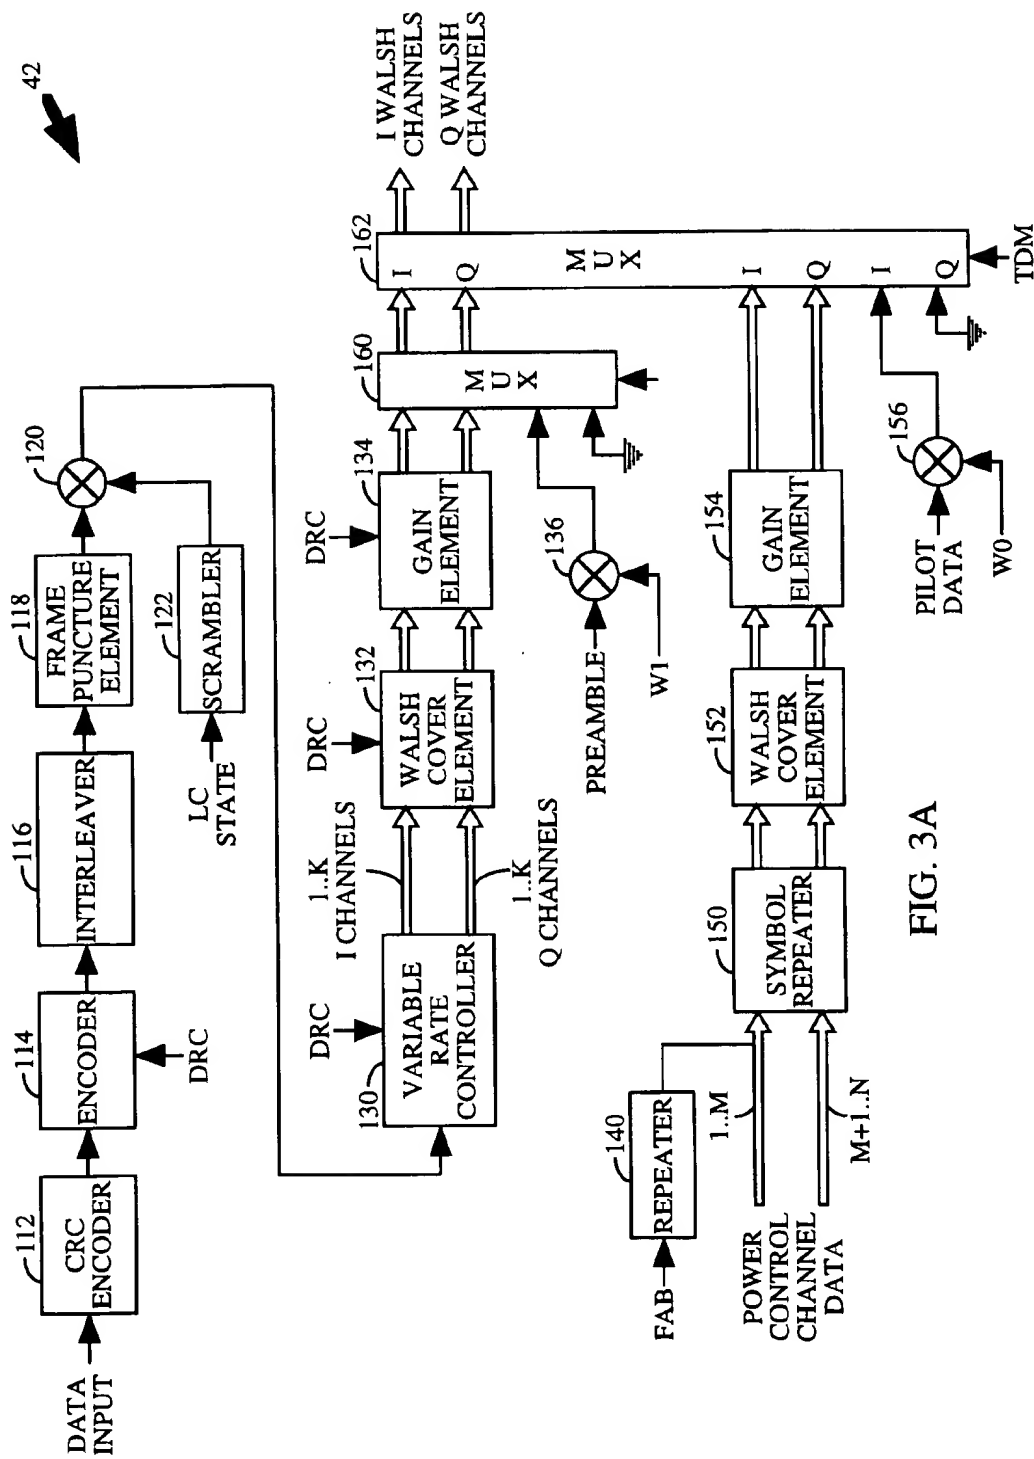 42
DATA
INPUT
112
CRC
ENCODER
114
ENCODER
DRC
116
INTERLEAVER
118
FRAME
PUNCTURE
ELEMENT
120
122
SCRAMBLER
LC
STATE
DRC
130
VARIABLE
RATE
CONTROLLER
1..K
I CHANNELS
1..K
Q CHANNELS
DRC
132
WALSH
COVER
ELEMENT
DRC
134
GAIN
ELEMENT
PREAMBLE
136
W1
160
MUX
162
I
Q
MUX
I
Q
I
Q
TDM
I WALSH
CHANNELS
Q WALSH
CHANNELS
FAB
140
REPEATER
POWER
CONTROL
CHANNEL
DATA
1..M
M+1..N
150
SYMBOL
REPEATER
152
WALSH
COVER
ELEMENT
154
GAIN
ELEMENT
PILOT
DATA
156
W0
FIG. 3A